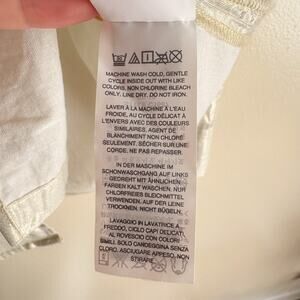 MACHINE WASH COLD, GENTLE
CYCLE INSIDE OUT WITH LIKE
COLORS, NON CHLORINE BLEACH
ONLY. LINE DRY. DO NOT IRON.
LAVER À LA MACHINE À L'EAU
FROIDE, AU CYCLE DÉLICAT À
L'ENVERS AVEC DES COULEURS
SIMILAIRES, AGENT DE
BLANCHIMENT NON CHLORÉ
SEULEMENT. SÉCHER SUR UNE
CORDE. NE PAS REPASSER.
IN DER MASCHINE IM
SCHONWASCHGANG AUF LINKS
GEDREHT MIT ÄHNLICHEN
FARBEN KALT WASCHEN. NUR
CHLORFREIES BLEICHMITTEL
VERWENDEN. AUF DER LEINE
TROCKNEN. NICHT BÜGELN.
LAVAGGIO IN LAVATRICE A
FREDDO, CICLO CAPI DELICATI,
AL ROVESCIO CON COLORI
SIMILI. SOLO CANDEGGINA SENZA
CLORO. ASCIUGARE APPESO. NON
STIRARE.